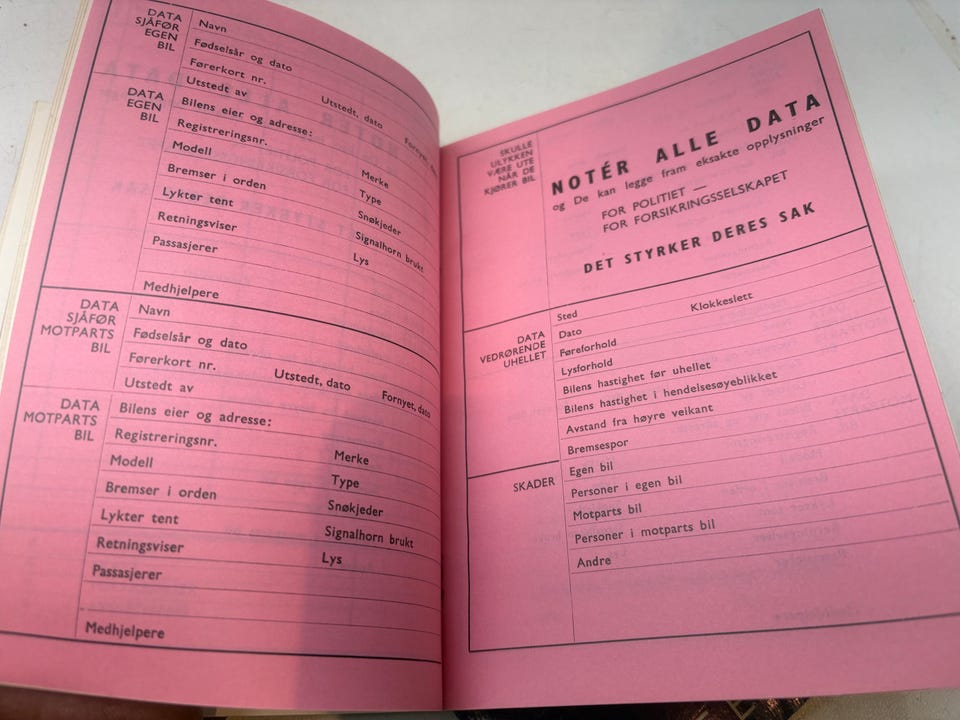 DATA
SJÅFØR
EGEN
BIL
Navn
Fødselsår og dato
Førerkort nr.
Utstedt av Utstedt, dato
DATA
EGEN
BIL
Bilens eier og adresse:
Registreringsnr.
Modell Merke
Bremser i orden Type
Lykter tent Snøkjeder
Retningsviser Signalhorn brukt
Passasjerer Lys
Medhjelpere
DATA
SJÅFØR
MOTPARTS
BIL
Navn
Fødselsår og dato
Førerkort nr.
Utstedt av Utstedt, dato Fornyet, dato
DATA
MOTPARTS
BIL
Bilens eier og adresse:
Registreringsnr.
Modell Merke
Bremser i orden Type
Lykter tent Snøkjeder
Retningsviser Signalhorn brukt
Passasjerer Lys
Medhjelpere
SKULLE
ULYKKEN
VÆRE UTE
NÅR DE
KJØRER BIL
NOTÉR ALLE DATA
og De kan legge fram eksakte opplysninger
FOR POLITIET —
FOR FORSIKRINGSSELSKAPET
DET STYRKER DERES SAK
DATA
VEDRØRENDE
UHELLET
Sted
Dato Klokkeslett
Føreforhold
Lysforhold
Bilens hastighet før uhellet
Bilens hastighet i hendelsesøyeblikket
Avstand fra høyre veikant
Bremsespor
SKADER
Egen bil
Personer i egen bil
Motparts bil
Personer i motparts bil
Andre